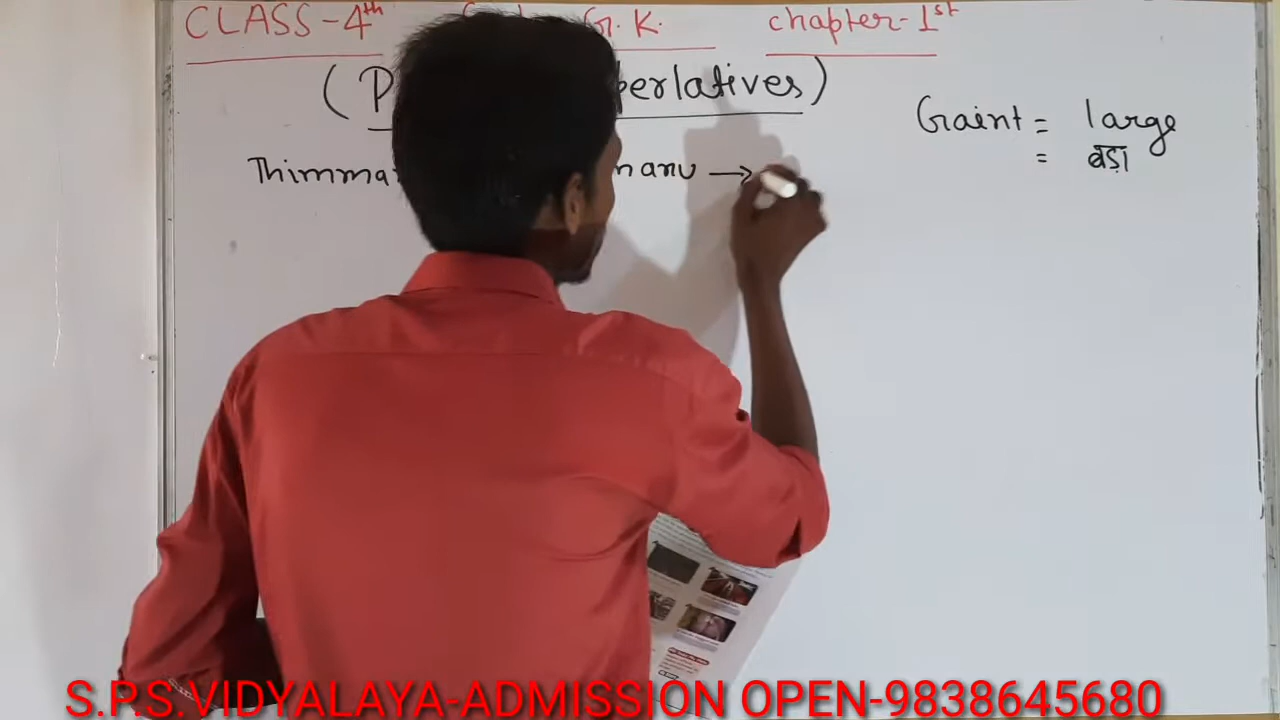 CLASS-4th G.K. chapter-1st
(P perlatives)
Thimma manu →
Graint = large
= बड़ा
S.P.S.VIDYALAYA-ADMISSION OPEN-9838645680